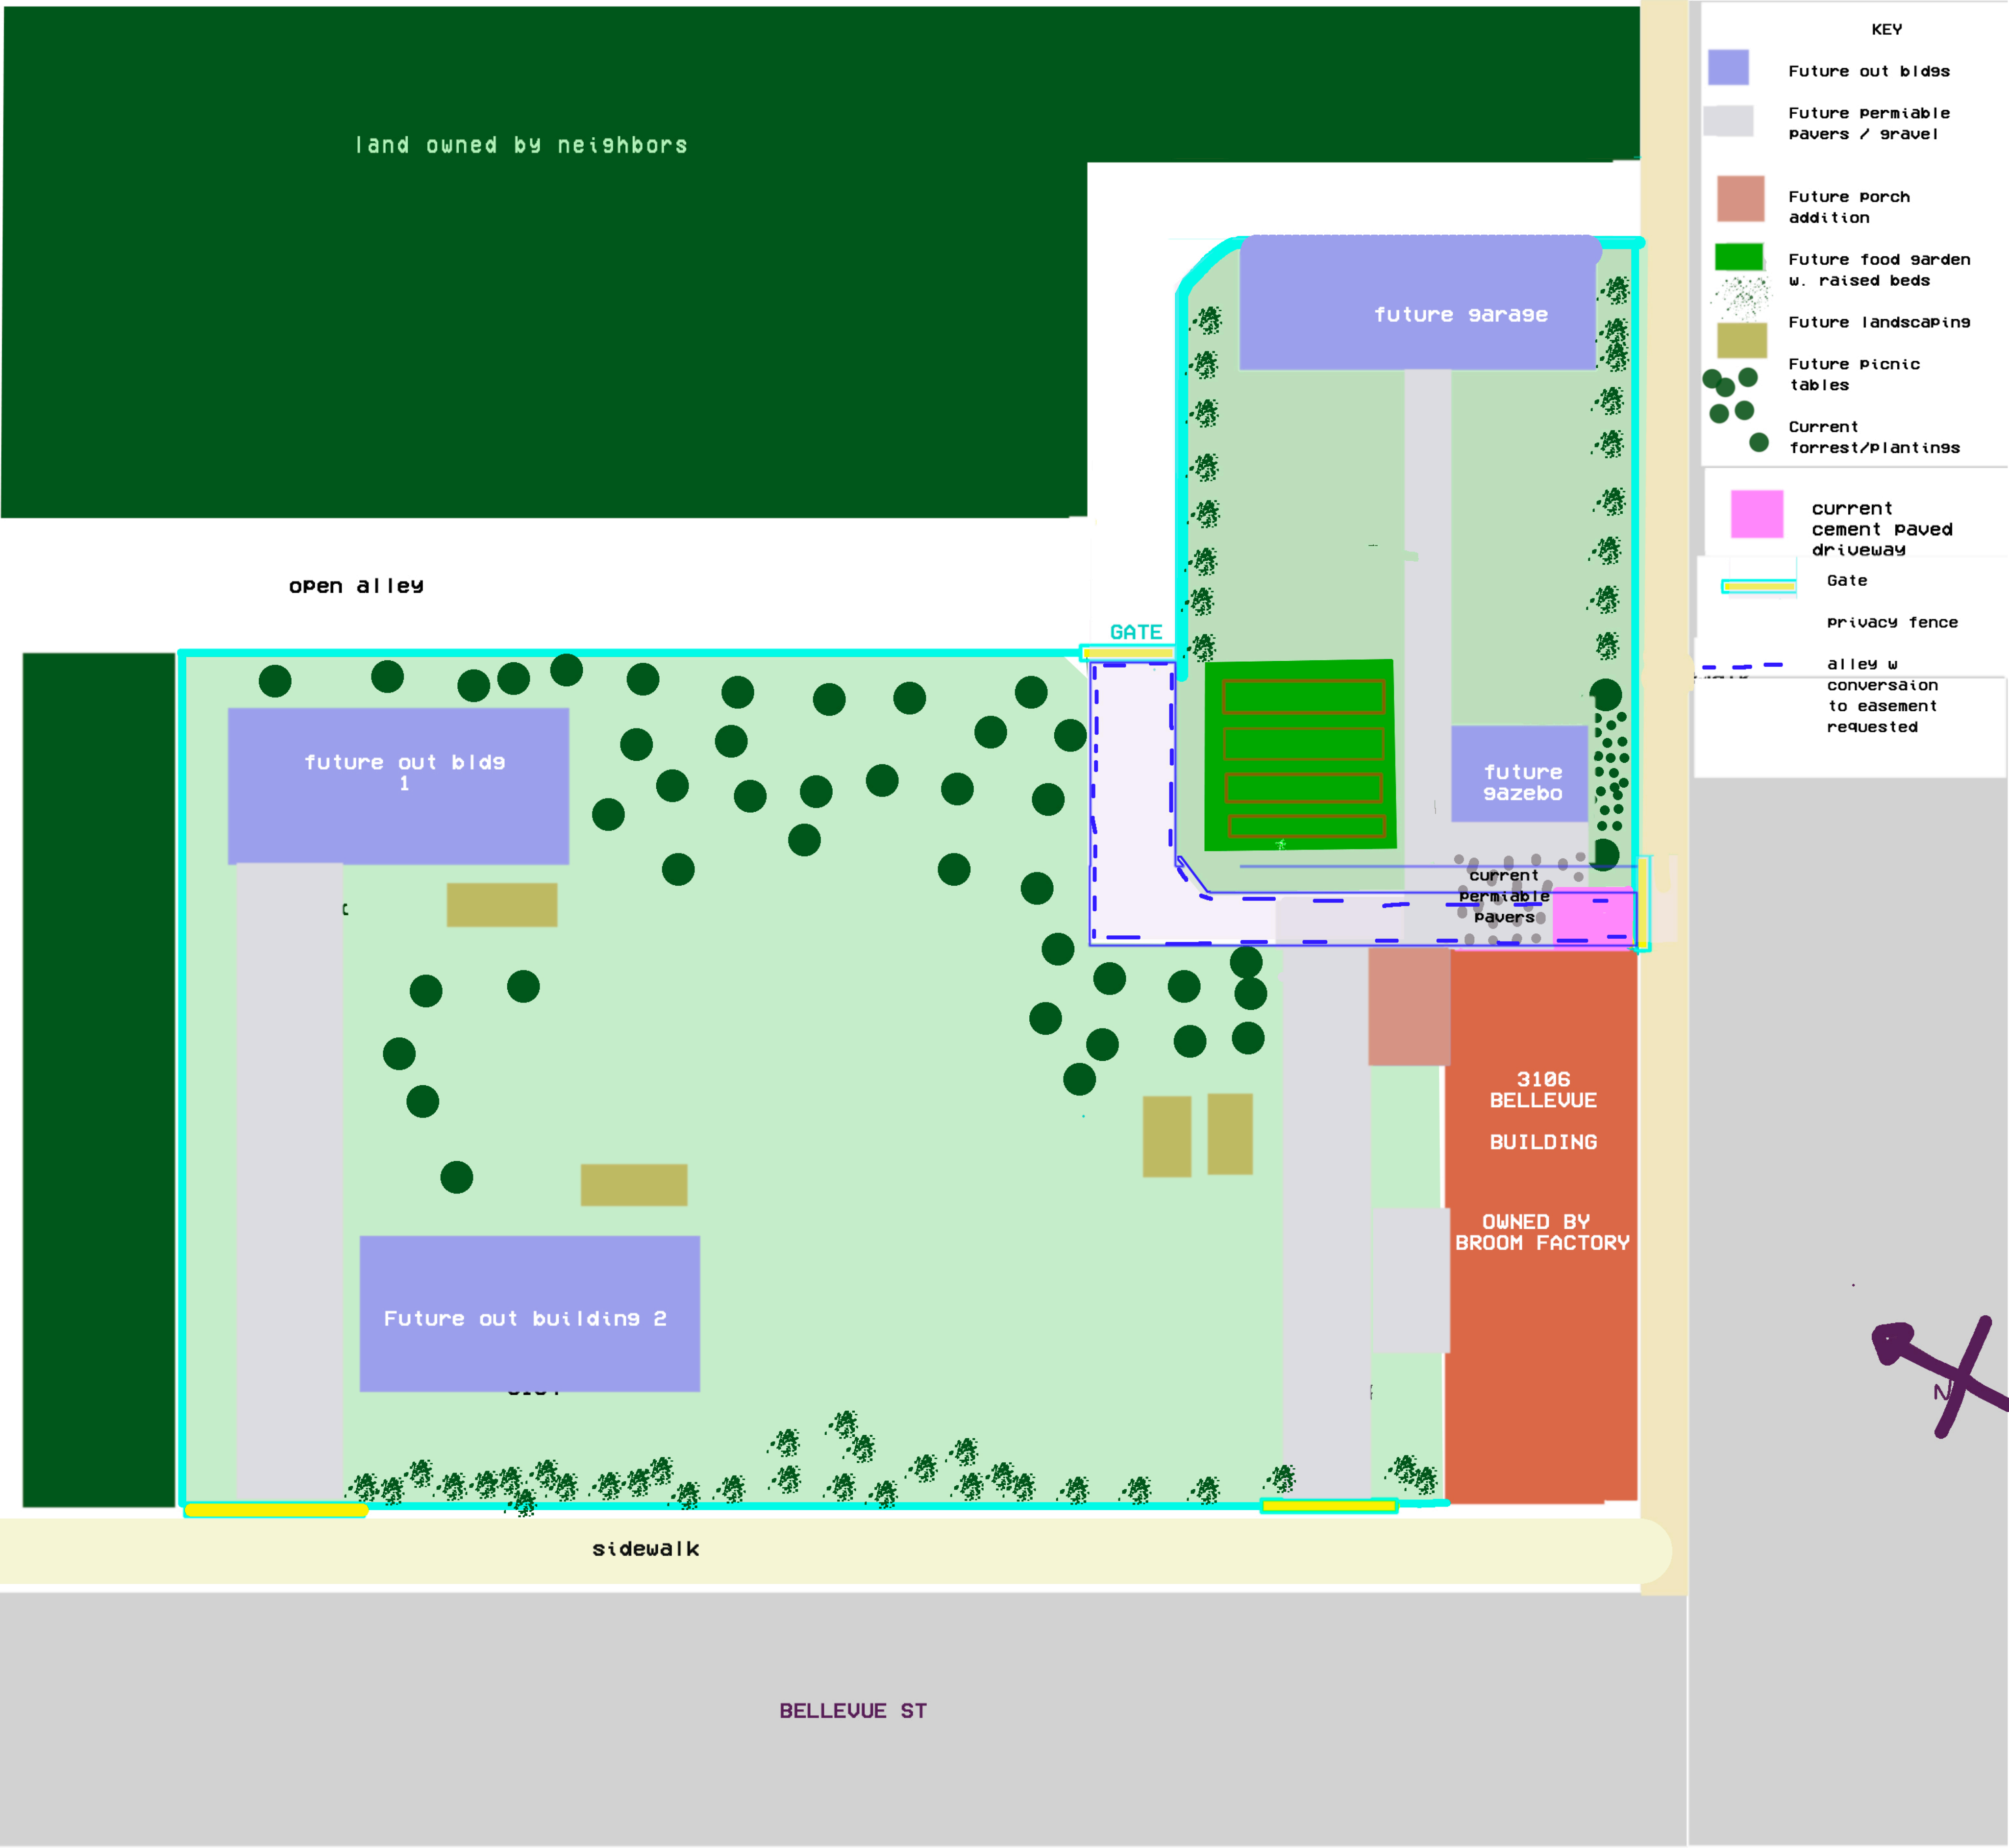 KEY
Future out bldgs
Future permiable
pavers / gravel
Future porch
addition
Future food garden
w. raised beds
Future landscaping
Future picnic
tables
Current
forrest/plantings
current
cement paved
driveway
Gate
privacy fence
alley w
conversaion
to easement
requested
land owned by neighbors
future garage
open alley
GATE
future out bldg
1
future
gazebo
current
permiable
pavers
3106
BELLEVUE
BUILDING
OWNED BY
BROOM FACTORY
Future out building 2
N
sidewalk
BELLEVUE ST